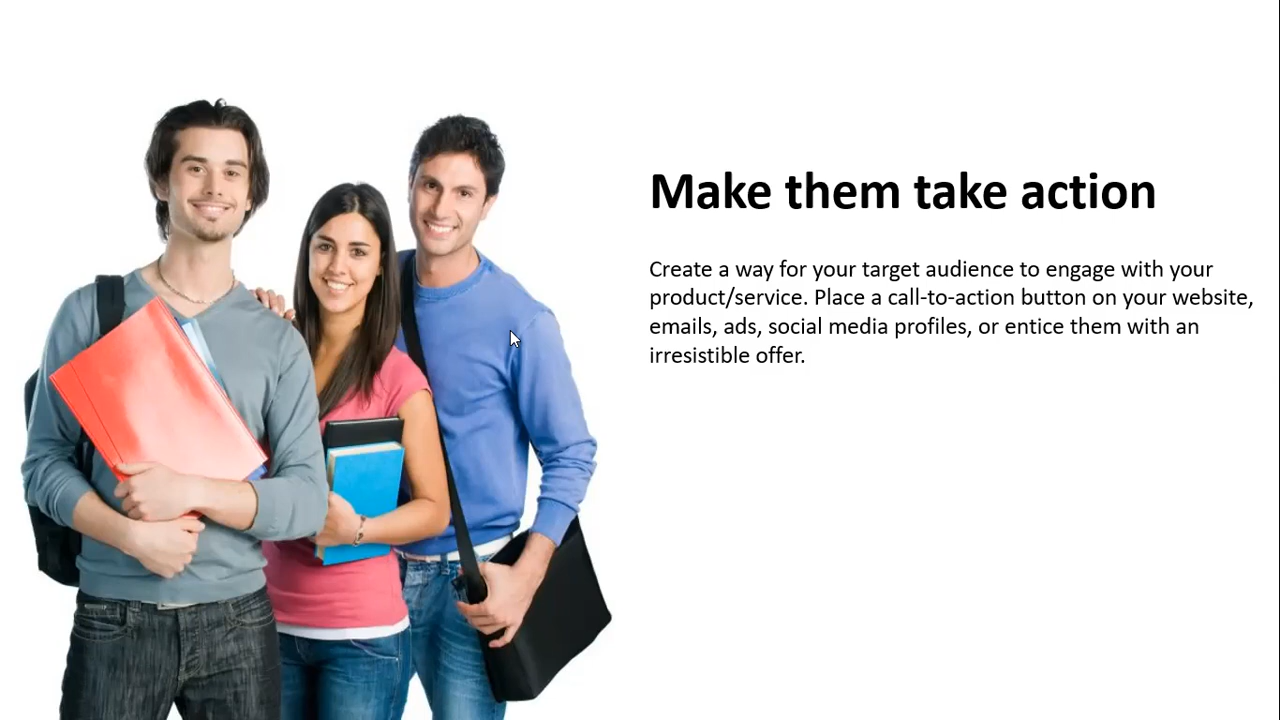 Make them take action
Create a way for your target audience to engage with your
product/service. Place a call-to-action button on your website,
emails, ads, social media profiles, or entice them with an
irresistible offer.